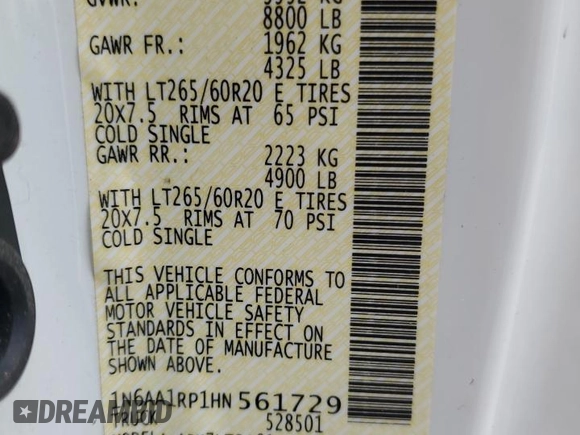 GVWR:
8800 LB
GAWR FR.: 1962 KG
4325 LB
WITH LT265/60R20 E TIRES
20X7.5 RIMS AT 65 PSI
COLD SINGLE
GAWR RR.: 2223 KG
4900 LB
WITH LT265/60R20 E TIRES
20X7.5 RIMS AT 70 PSI
COLD SINGLE
THIS VEHICLE CONFORMS TO
ALL APPLICABLE FEDERAL
MOTOR VEHICLE SAFETY
STANDARDS IN EFFECT ON
THE DATE OF MANUFACTURE
SHOWN ABOVE.
1N6AA1RP1HN 561729
TRUCK 528501
DREAMBID